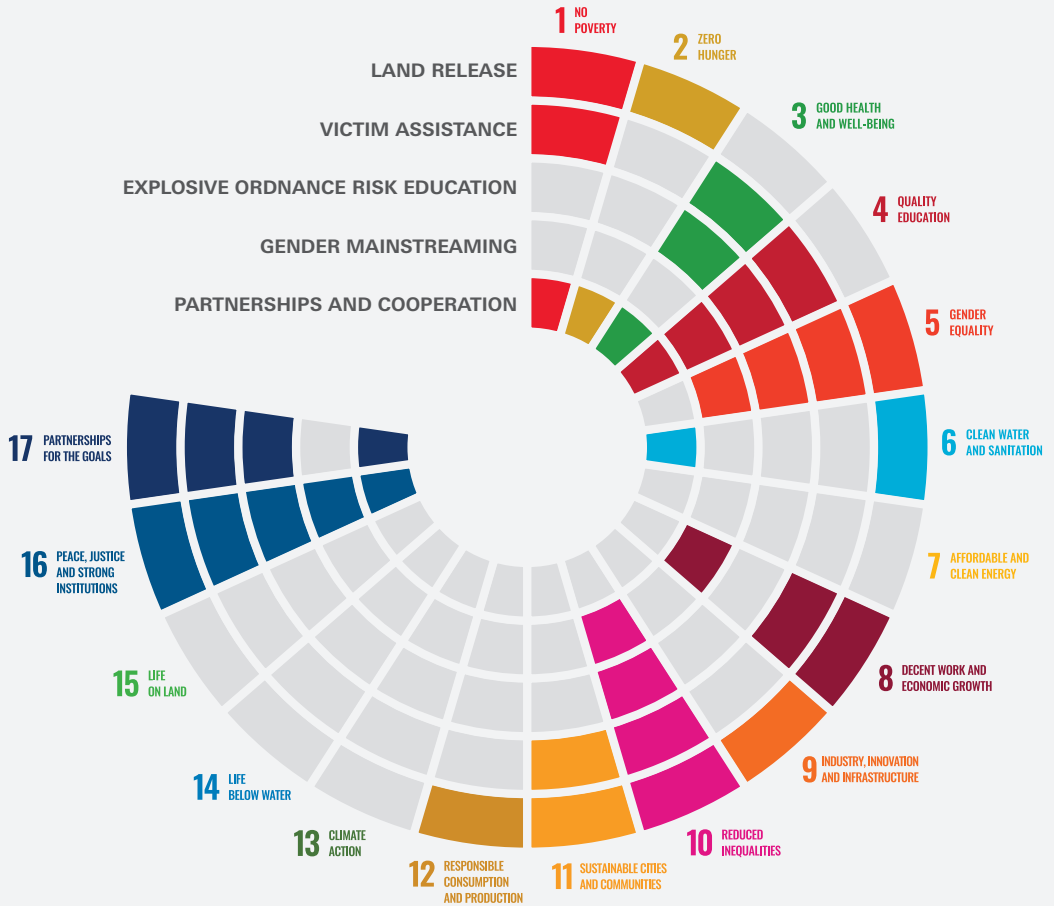 1 NO
POVERTY
2 ZERO
HUNGER
3 GOOD HEALTH
AND WELL-BEING
4 QUALITY
EDUCATION
5 GENDER
EQUALITY
6 CLEAN WATER
AND SANITATION
7 AFFORDABLE AND
CLEAN ENERGY
8 DECENT WORK AND
ECONOMIC GROWTH
9 INDUSTRY, INNOVATION
AND INFRASTRUCTURE
10 REDUCED
INEQUALITIES
11 SUSTAINABLE CITIES
AND COMMUNITIES
12 RESPONSIBLE
CONSUMPTION
AND PRODUCTION
13 CLIMATE
ACTION
14 LIFE
BELOW WATER
15 LIFE
ON LAND
16 PEACE, JUSTICE
AND STRONG
INSTITUTIONS
17 PARTNERSHIPS
FOR THE GOALS
LAND RELEASE
VICTIM ASSISTANCE
EXPLOSIVE ORDNANCE RISK EDUCATION
GENDER MAINSTREAMING
PARTNERSHIPS AND COOPERATION